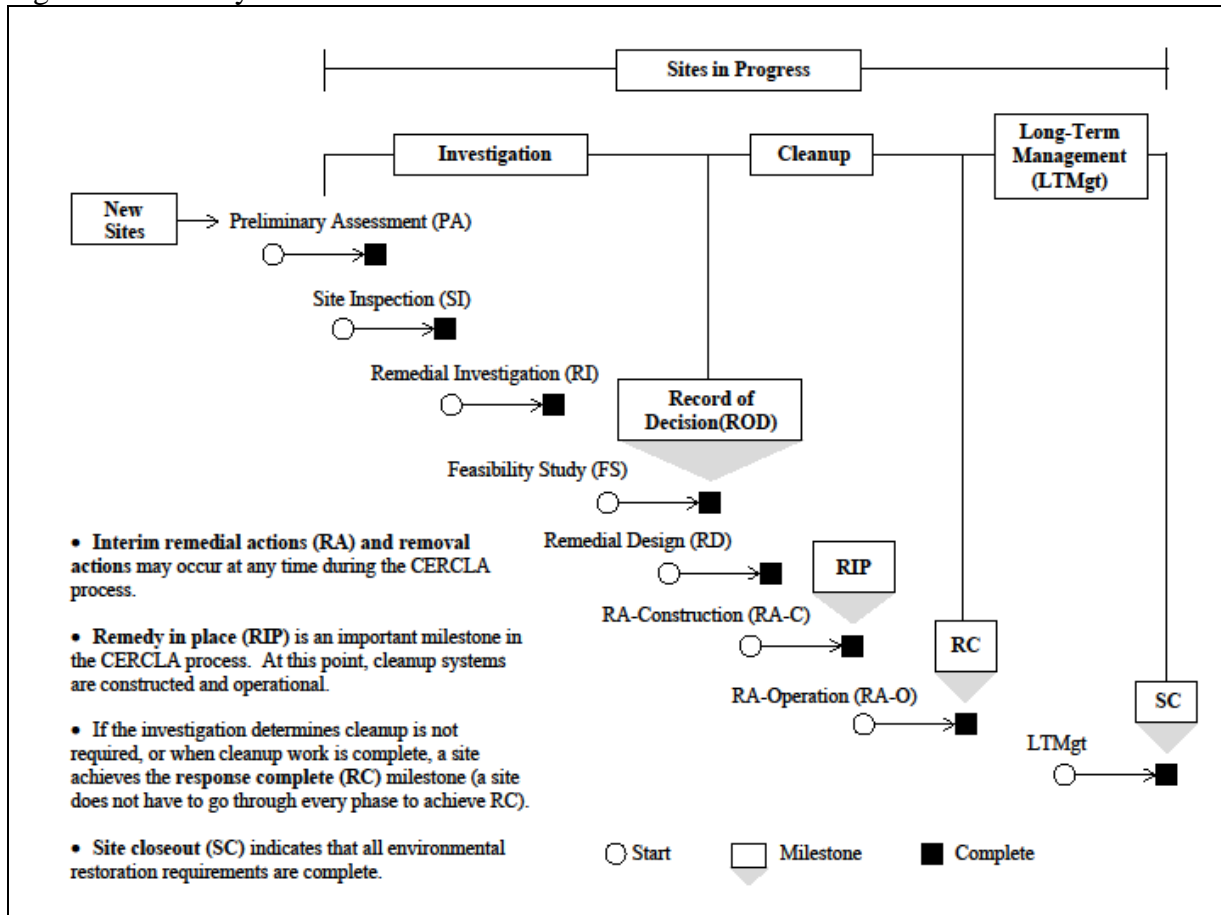 Sites in Progress
Investigation
Cleanup
Long-Term
Management
(LTMgt)
New
Sites
Preliminary Assessment (PA)
Site Inspection (SI)
Remedial Investigation (RI)
Record of
Decision(ROD)
Feasibility Study (FS)
• Interim remedial actions (RA) and removal
actions may occur at any time during the CERCLA
process.
Remedial Design (RD)
RIP
• Remedy in place (RIP) is an important milestone in
the CERCLA process. At this point, cleanup systems
are constructed and operational.
RA-Construction (RA-C)
RC
RA-Operation (RA-O)
SC
LTMgt
• If the investigation determines cleanup is not
required, or when cleanup work is complete, a site
achieves the response complete (RC) milestone (a site
does not have to go through every phase to achieve RC).
• Site closeout (SC) indicates that all environmental
restoration requirements are complete.
Start
Milestone
Complete